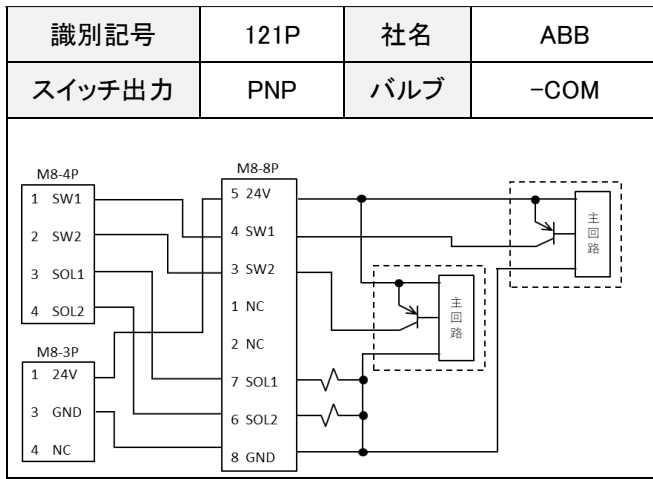 識別記号 121P 社名 ABB
スイッチ出力 PNP バルブ -COM
M8-4P
1 SW1
2 SW2
3 SOL1
4 SOL2
M8-3P
1 24V
3 GND
4 NC
M8-8P
5 24V
4 SW1
3 SW2
1 NC
2 NC
7 SOL1
6 SOL2
8 GND
主
回
路
主
回
路